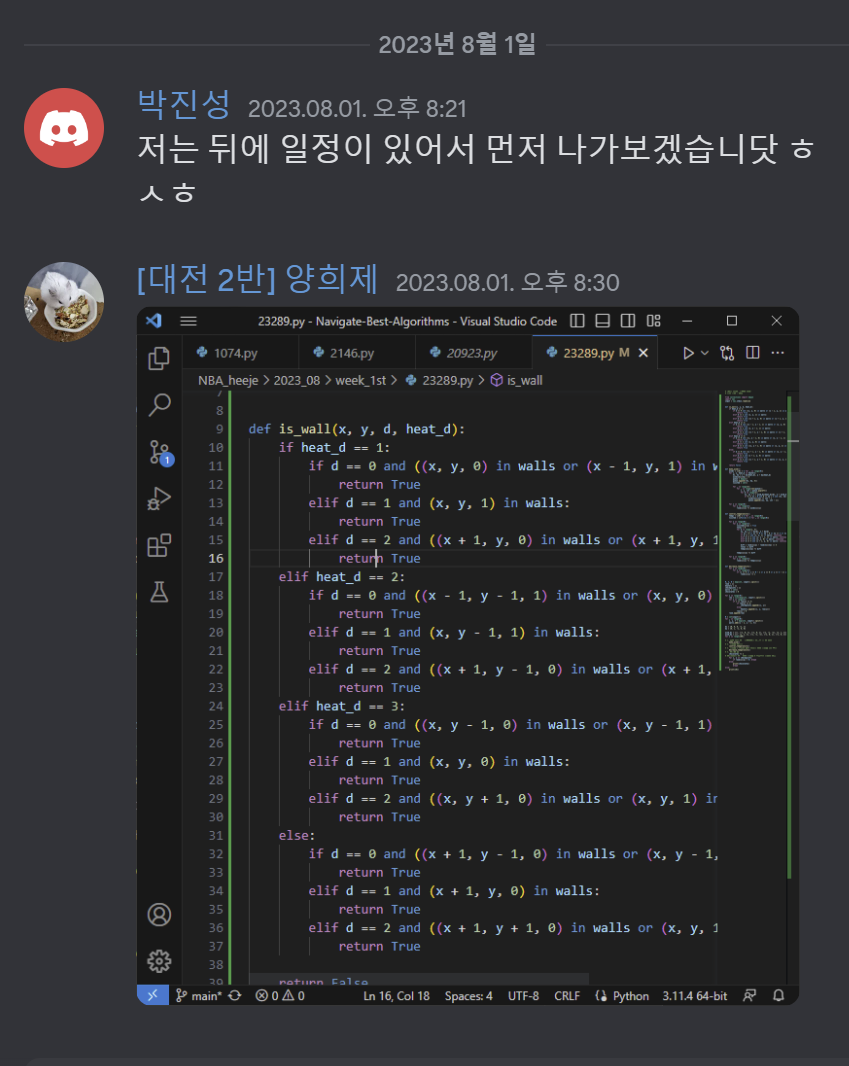 2023년 8월 1일
박진성 2023.08.01. 오후 8:21
저는 뒤에 일정이 있어서 먼저 나가보겠습니닷 ㅎ
ㅅㅎ
[대전 2반] 양희제 2023.08.01. 오후 8:30
23289.py - Navigate-Best-Algorithms - Visual Studio Code
1074.py 2146.py 20923.py 23289.py M
NBA_heeje > 2023_08 > week_1st > 23289.py > is_wall
7
8
9 def is_wall(x, y, d, heat_d):
10 if heat_d == 1:
11 if d == 0 and ((x, y, 0) in walls or (x - 1, y, 1) in
12 return True
13 elif d == 1 and (x, y, 1) in walls:
14 return True
15 elif d == 2 and ((x + 1, y, 0) in walls or (x + 1, y, 1
16 return True
17 elif heat_d == 2:
18 if d == 0 and ((x - 1, y - 1, 1) in walls or (x, y, 0)
19 return True
20 elif d == 1 and (x, y - 1, 1) in walls:
21 return True
22 elif d == 2 and ((x + 1, y - 1, 0) in walls or (x + 1,
23 return True
24 elif heat_d == 3:
25 if d == 0 and ((x, y - 1, 0) in walls or (x, y - 1, 1)
26 return True
27 elif d == 1 and (x, y, 0) in walls:
28 return True
29 elif d == 2 and ((x, y + 1, 0) in walls or (x, y, 1) in
30 return True
31 else:
32 if d == 0 and ((x + 1, y - 1, 0) in walls or (x, y - 1,
33 return True
34 elif d == 1 and (x + 1, y, 0) in walls:
35 return True
36 elif d == 2 and ((x + 1, y + 1, 0) in walls or (x, y, 1
37 return True
38
39 return False
1
main* 0 0 Ln 16, Col 18 Spaces: 4 UTF-8 CRLF Python 3.11.4 64-bit